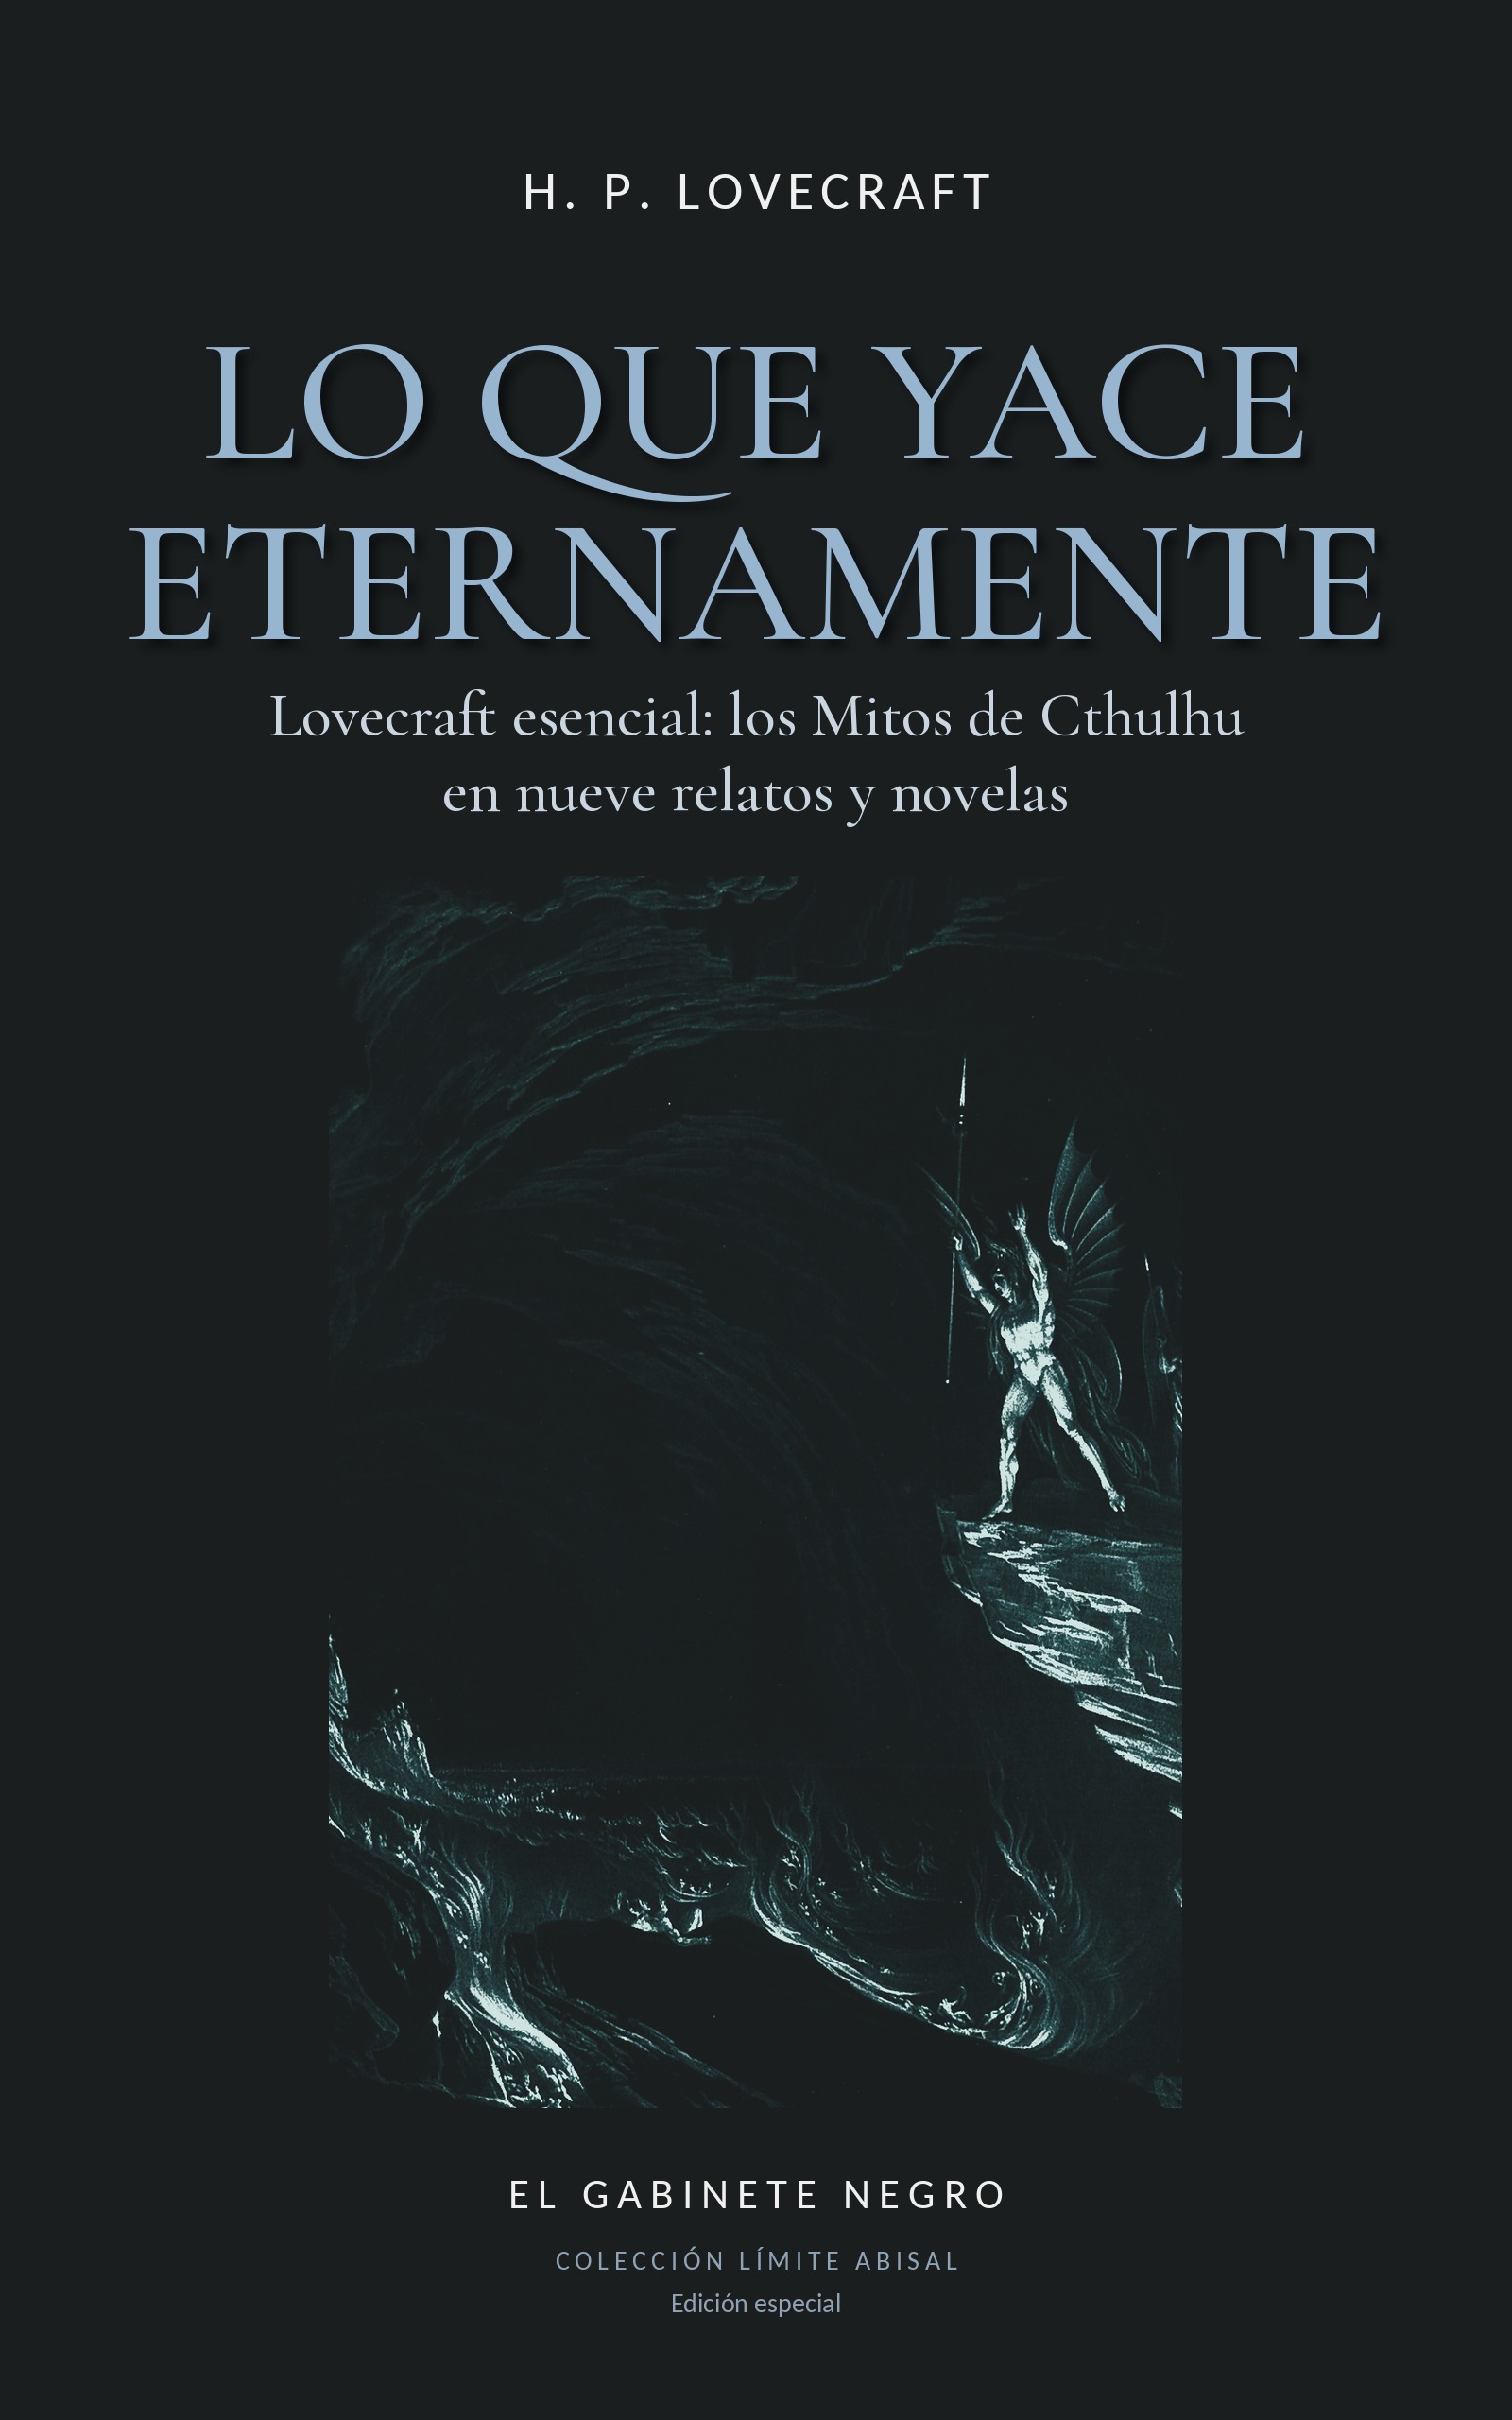 H. P. LOVECRAFT
LO QUE YACE
ETERNAMENTE
Lovecraft esencial: los Mitos de Cthulhu
en nueve relatos y novelas
EL GABINETE NEGRO
COLECCIÓN LÍMITE ABISAL
Edición especial